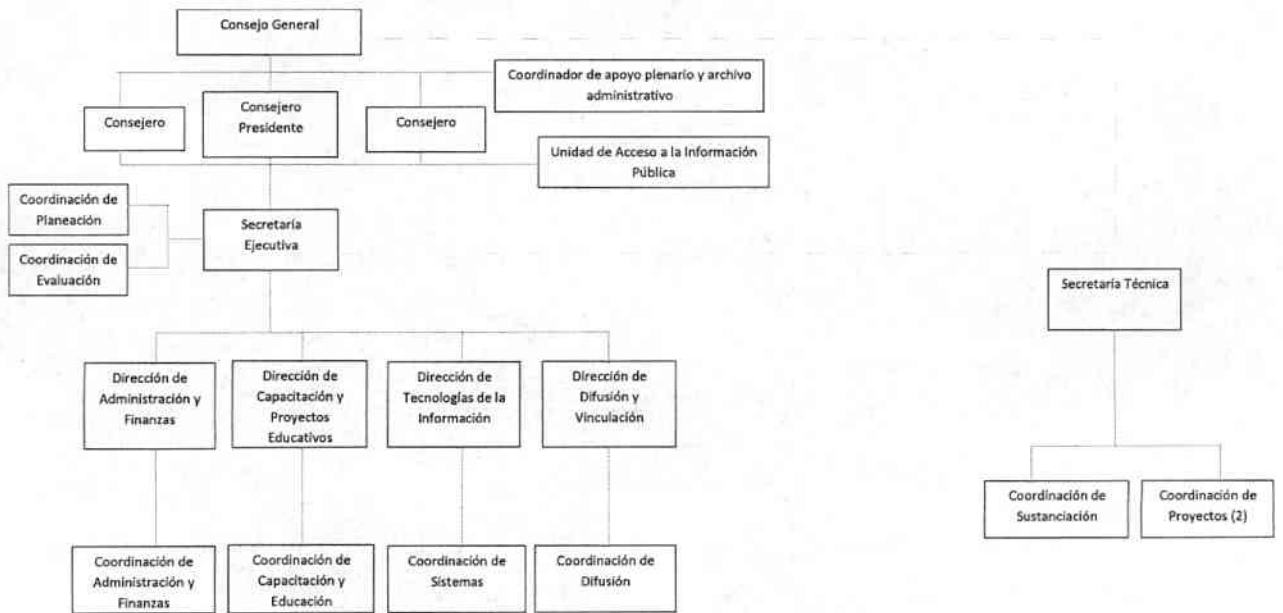 Consejo General
Coordinador de apoyo plenario y archivo
administrativo
Consejero
Consejero
Presidente
Consejero
Unidad de Acceso a la Información
Pública
Coordinación de
Planeación
Secretaría
Ejecutiva
Coordinación de
Evaluación
Secretaría Técnica
Dirección de
Administración y
Finanzas
Dirección de
Capacitación y
Proyectos
Educativos
Dirección de
Tecnologías de la
Información
Dirección de
Difusión y
Vinculación
Coordinación de
Sustanciación
Coordinación de
Proyectos (2)
Coordinación de
Administración y
Finanzas
Coordinación de
Capacitación y
Educación
Coordinación de
Sistemas
Coordinación de
Difusión